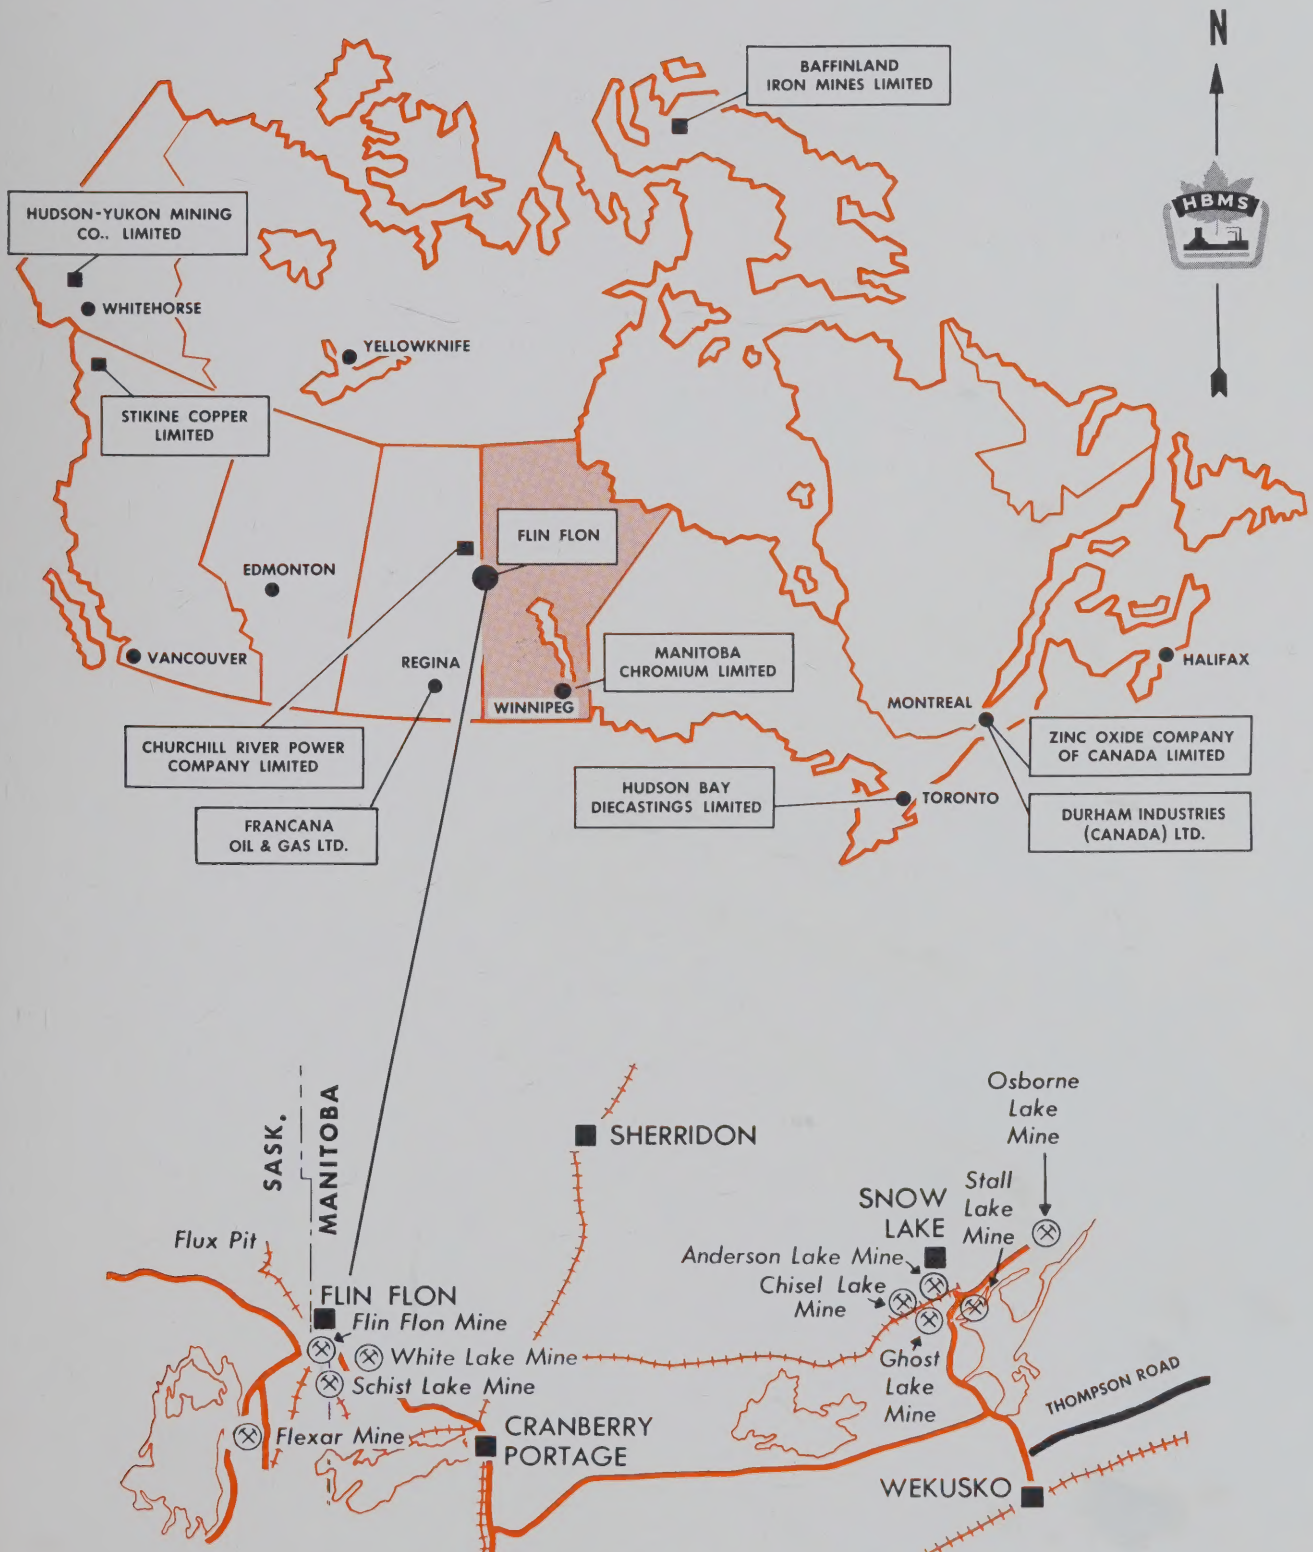 N
BAFFINLAND
IRON MINES LIMITED
HBMS
HUDSON-YUKON MINING
CO.. LIMITED
WHITEHORSE
YELLOWKNIFE
STIKINE COPPER
LIMITED
FLIN FLON
EDMONTON
VANCOUVER
REGINA
MANITOBA
CHROMIUM LIMITED
HALIFAX
WINNIPEG
MONTREAL
CHURCHILL RIVER POWER
COMPANY LIMITED
ZINC OXIDE COMPANY
OF CANADA LIMITED
HUDSON BAY
DIECASTINGS LIMITED
TORONTO
FRANCANA
OIL & GAS LTD.
DURHAM INDUSTRIES
(CANADA) LTD.
SASK.
MANITOBA
SHERRIDON
Osborne
Lake
Mine
Stall
Lake
Mine
SNOW
LAKE
Flux Pit
Anderson Lake Mine
Chisel Lake
Mine
FLIN FLON
Flin Flon Mine
White Lake Mine
Schist Lake Mine
Ghost
Lake
Mine
THOMPSON ROAD
Flexar Mine
CRANBERRY
PORTAGE
WEKUSKO